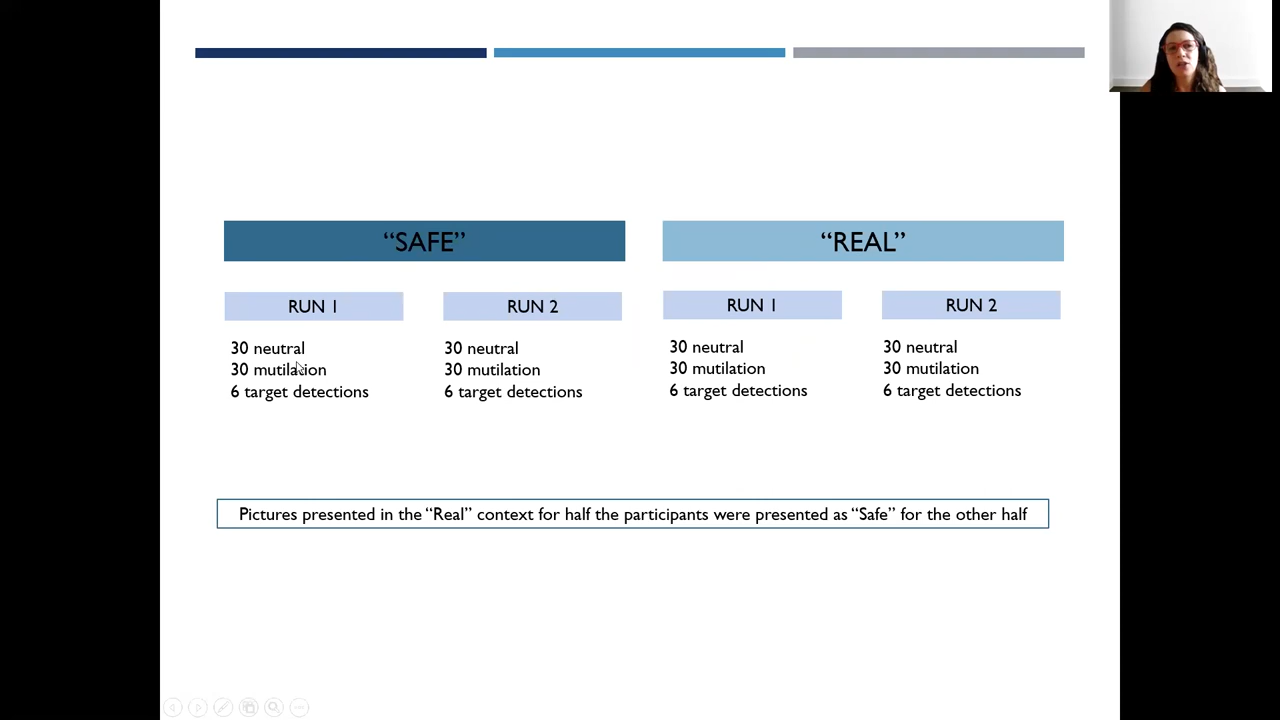 “SAFE”
“REAL”
RUN 1
RUN 2
RUN 1
RUN 2
30 neutral
30 mutilation
6 target detections
30 neutral
30 mutilation
6 target detections
30 neutral
30 mutilation
6 target detections
30 neutral
30 mutilation
6 target detections
Pictures presented in the “Real” context for half the participants were presented as “Safe” for the other half